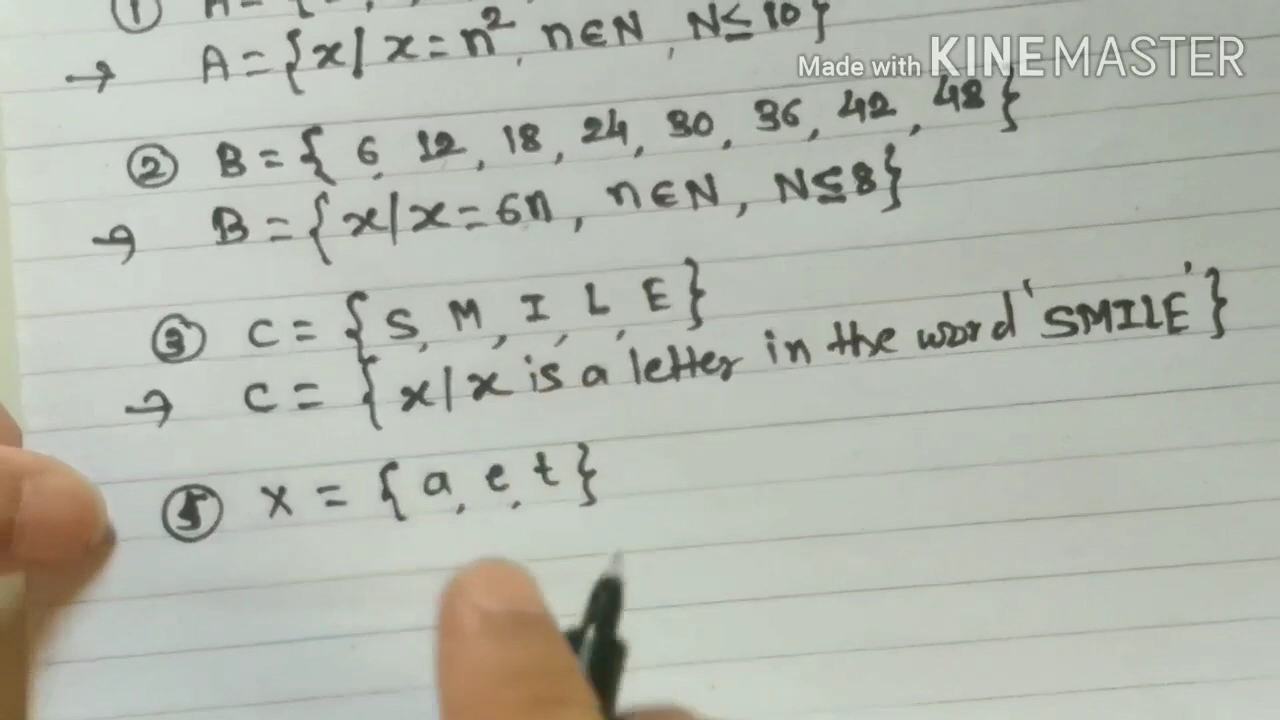 ① A = {
→ A = {x / x = n², n∈N, N≤10}
Made with KINEMASTER
② B = { 6, 12, 18, 24, 30, 36, 42, 48}
→ B = {x/x = 6n, n∈N, N≤8}
③ C = {S, M, I, L, E}
→ C = {x/x is a letter in the word 'SMILE'}
⑤ X = {a, e, t}